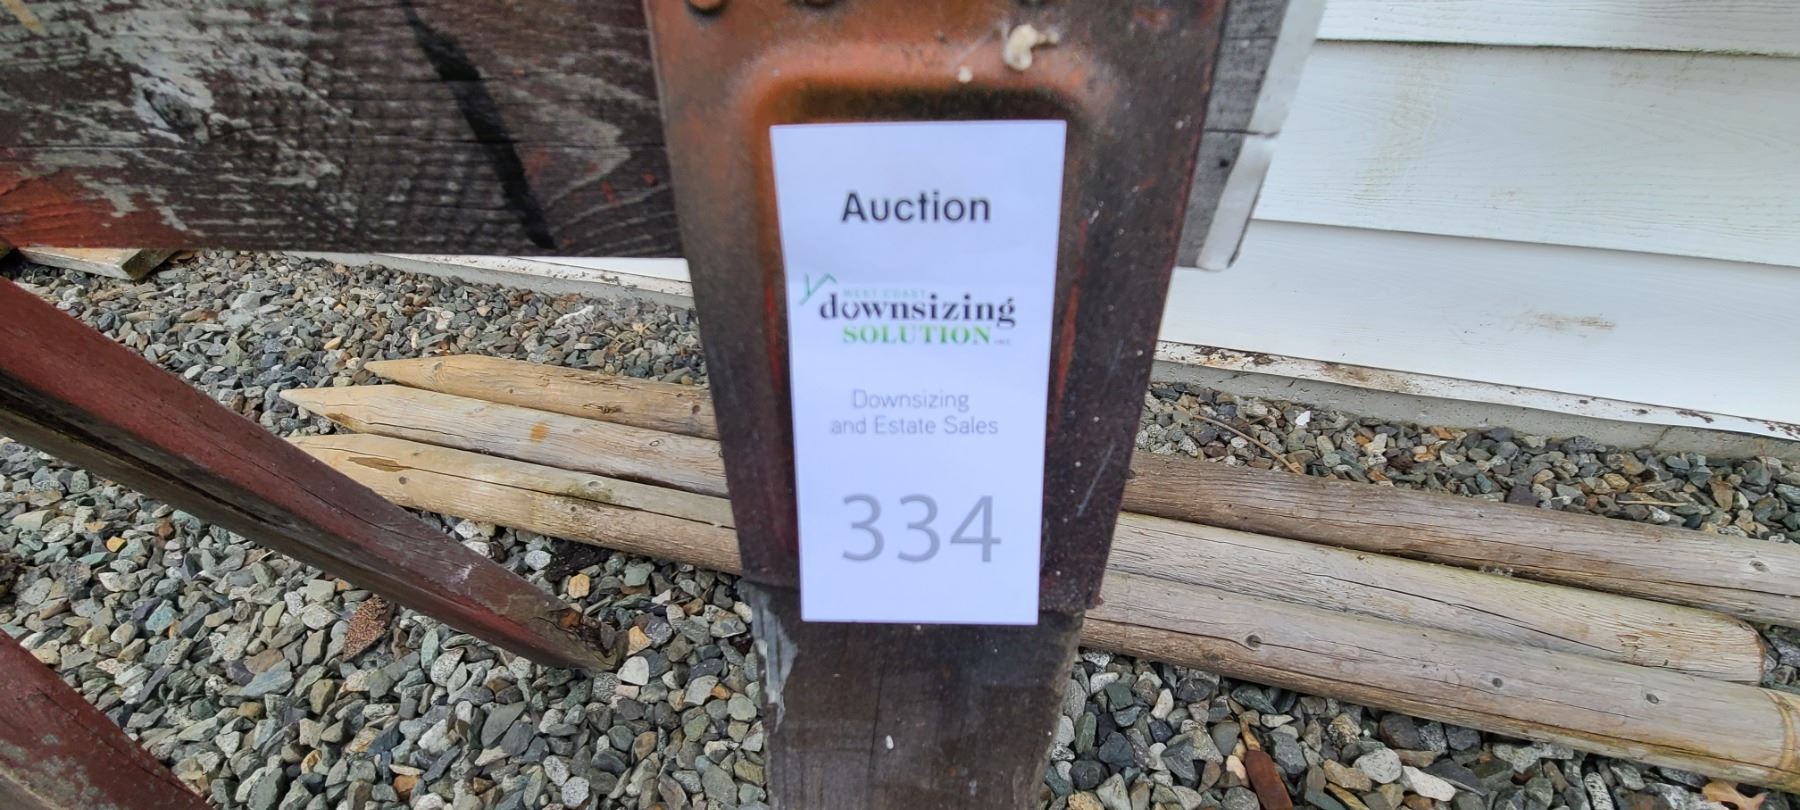 Auction
WEST COAST
downsizing
SOLUTION INC
Downsizing
and Estate Sales
334